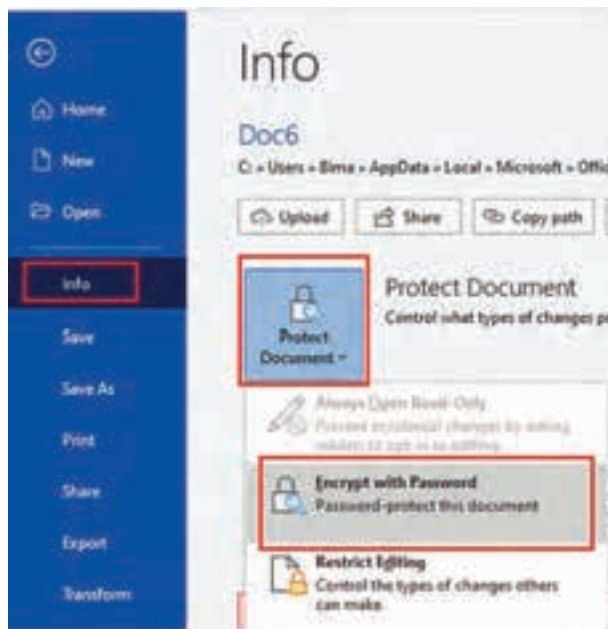 Info
Home
New
Open
Info
Save
Save As
Print
Share
Export
Transform
Doc6
C: » Users » Bima » AppData » Local » Microsoft » Offic
Upload
Share
Copy path
Protect Document
Control what types of changes p
Protect
Document
Always Open Read-Only
Prevent accidental changes by asking
readers to opt-in to editing.
Encrypt with Password
Password-protect this document
Restrict Editing
Control the types of changes others
can make